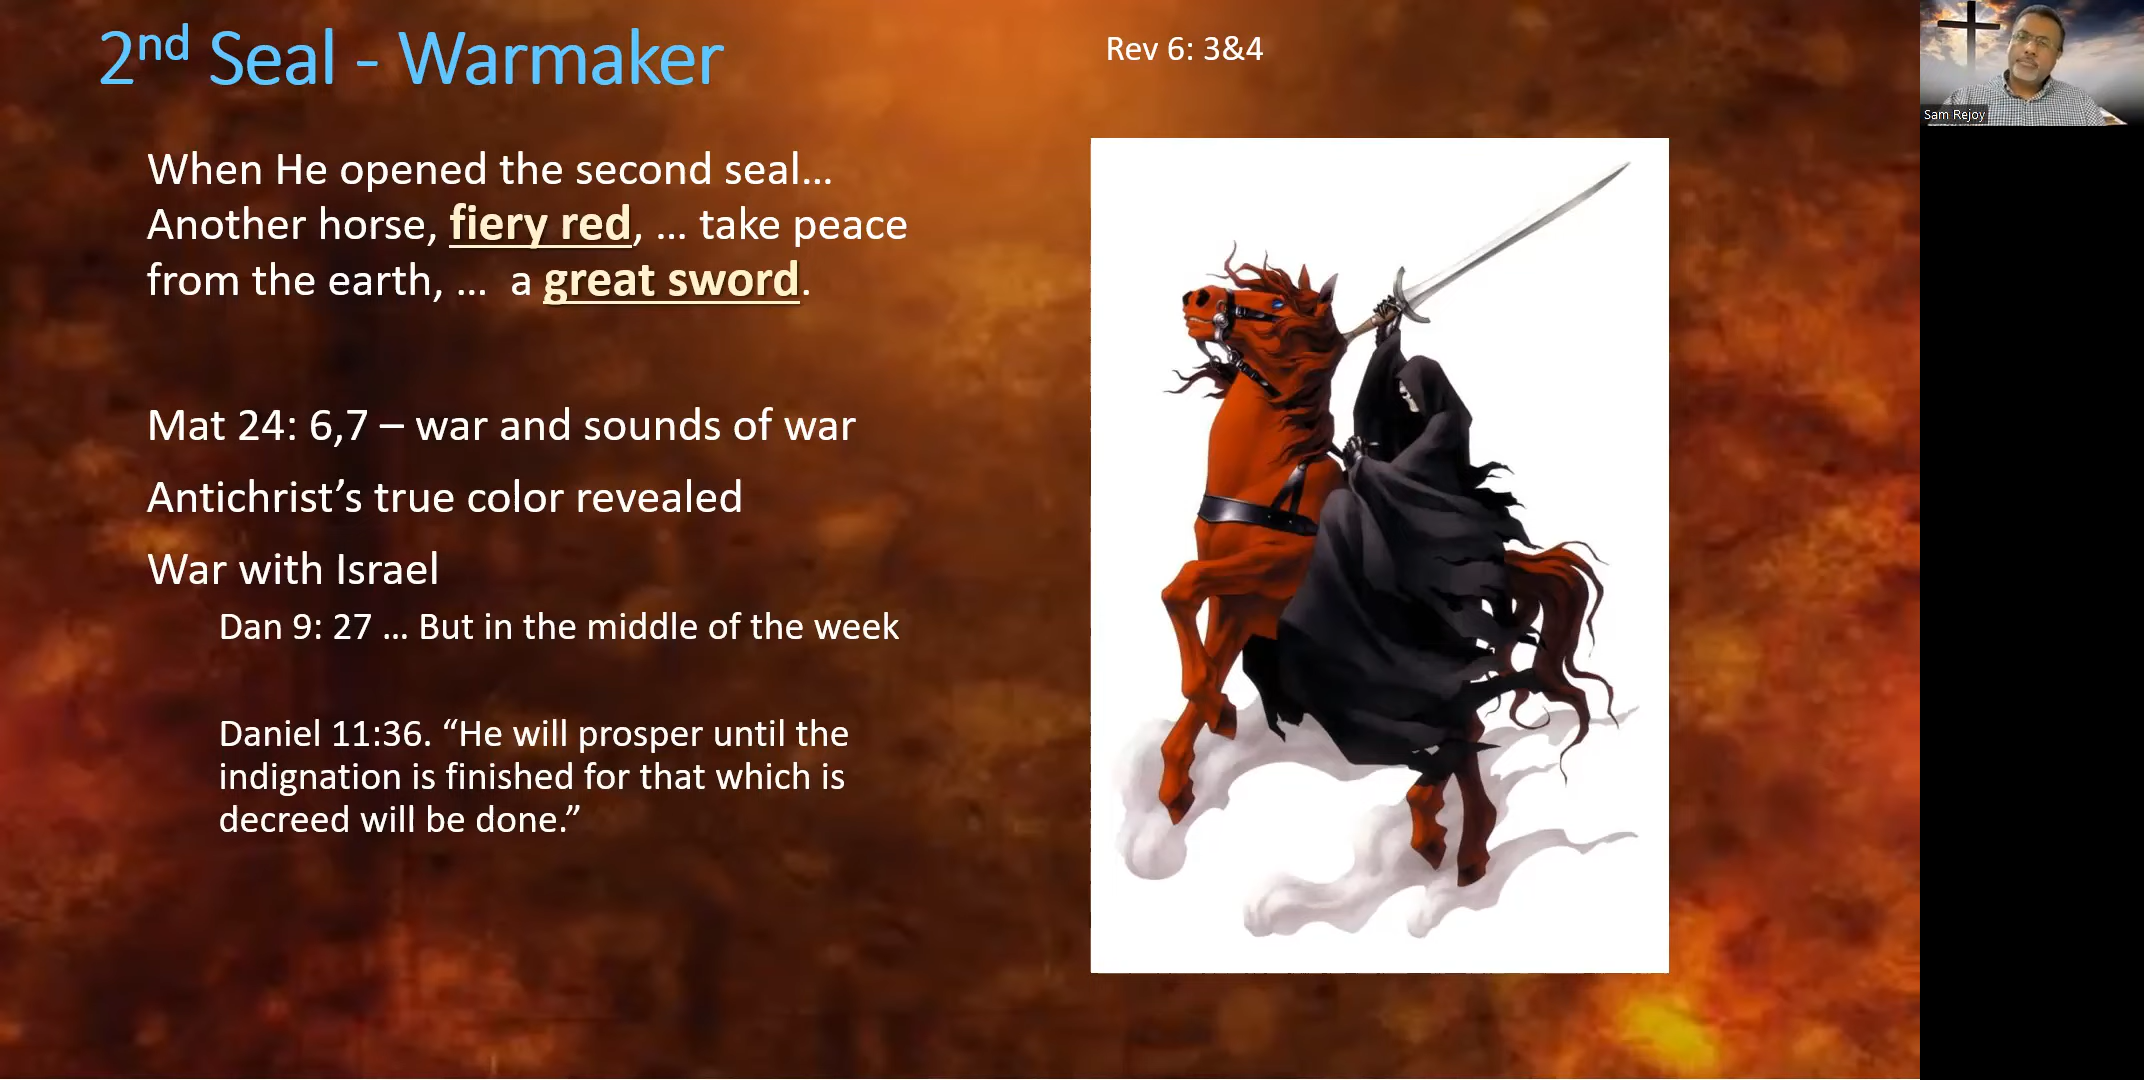 2nd Seal - Warmaker
Rev 6: 3&4
Sam Rejoy
When He opened the second seal…
Another horse, fiery red, … take peace
from the earth, … a great sword.
Mat 24: 6,7 – war and sounds of war
Antichrist’s true color revealed
War with Israel
Dan 9: 27 … But in the middle of the week
Daniel 11:36. “He will prosper until the
indignation is finished for that which is
decreed will be done.”